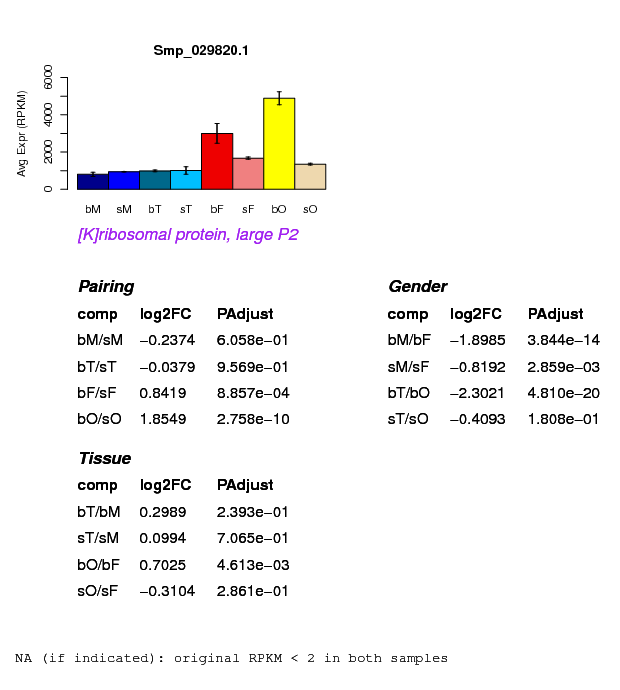 Smp_029820.1
Avg Expr (RPKM)
0
2000
4000
6000
bM sM bT sT bF sF bO sO
[K]ribosomal protein, large P2
Pairing
comp log2FC PAdjust
bM/sM −0.2374 6.058e−01
bT/sT −0.0379 9.569e−01
bF/sF 0.8419 8.857e−04
bO/sO 1.8549 2.758e−10
Gender
comp log2FC PAdjust
bM/bF −1.8985 3.844e−14
sM/sF −0.8192 2.859e−03
bT/bO −2.3021 4.810e−20
sT/sO −0.4093 1.808e−01
Tissue
comp log2FC PAdjust
bT/bM 0.2989 2.393e−01
sT/sM 0.0994 7.065e−01
bO/bF 0.7025 4.613e−03
sO/sF −0.3104 2.861e−01
NA (if indicated): original RPKM < 2 in both samples